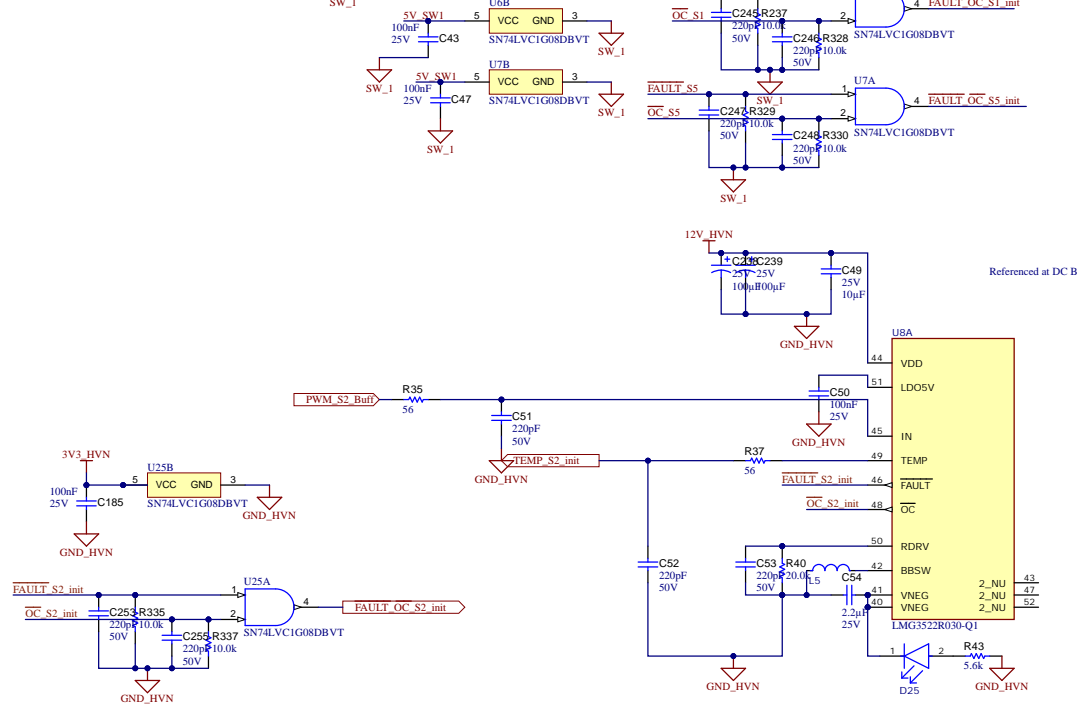 SW_1
U6B
5V_SW1
5
VCC
GND
3
100nF
25V
C43
SN74LVC1G08DBVT
SW_1
SW_1
U7B
5V_SW1
5
VCC
GND
3
100nF
25V
C47
SN74LVC1G08DBVT
SW_1
SW_1
OC_S1
C245
R237
220pF
10.0k
50V
2
4
FAULT_OC_S1_init
SN74LVC1G08DBVT
C246
R328
220pF
10.0k
50V
SW_1
U7A
FAULT_S5
1
OC_S5
C247
R329
220pF
10.0k
50V
2
4
FAULT_OC_S5_init
SN74LVC1G08DBVT
C248
R330
220pF
10.0k
50V
SW_1
12V_HVN
C239
25V
25V
100µF
100µF
C49
25V
10µF
GND_HVN
Referenced at DC B
U8A
44
VDD
51
LDO5V
45
IN
49
TEMP
46
FAULT
48
OC
50
RDRV
42
BBSW
41
VNEG
40
VNEG
2_NU
43
2_NU
47
2_NU
52
LMG3522R030-Q1
PWM_S2_Buff
R35
56
C51
220pF
50V
GND_HVN
C50
100nF
25V
GND_HVN
TEMP_S2_init
R37
56
FAULT_S2_init
OC_S2_init
C52
220pF
50V
C53
220pF
50V
R40
20.0k
L5
C54
2.2µF
25V
GND_HVN
1
2
D25
R43
5.6k
GND_HVN
3V3_HVN
U25B
5
VCC
GND
3
100nF
25V
C185
SN74LVC1G08DBVT
GND_HVN
GND_HVN
U25A
FAULT_S2_init
1
OC_S2_init
C253
R335
220pF
10.0k
50V
2
4
FAULT_OC_S2_init
SN74LVC1G08DBVT
C255
R337
220pF
10.0k
50V
GND_HVN